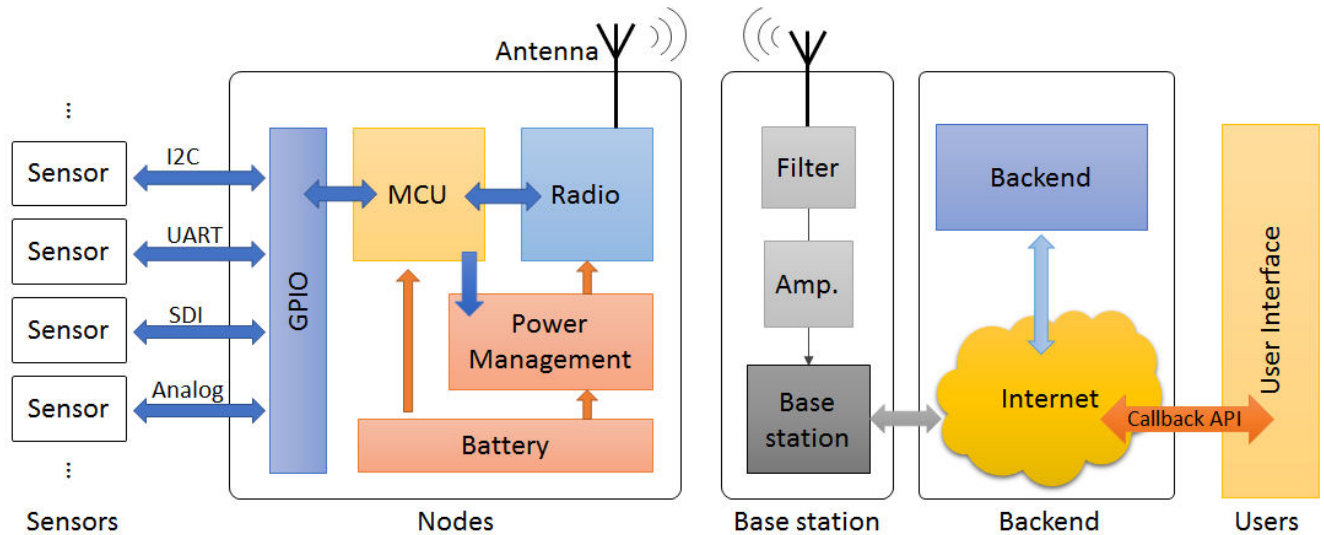 Antenna
⋮
Sensor
I2C
Sensor
UART
Sensor
SDI
Sensor
Analog
⋮
GPIO
MCU
Radio
Power
Management
Battery
Filter
Amp.
Base
station
Backend
Internet
Callback API
User Interface
Sensors
Nodes
Base station
Backend
Users